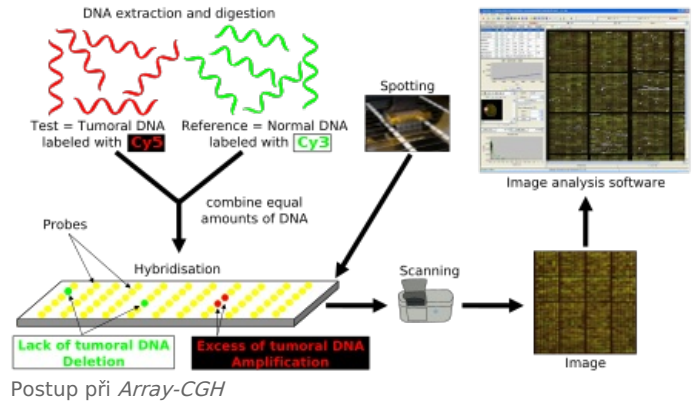 DNA extraction and digestion
Test = Tumoral DNA
labeled with Cy5
Reference = Normal DNA
labeled with Cy3
Spotting
combine equal
amounts of DNA
Image analysis software
Probes
Hybridisation
Scanning
Lack of tumoral DNA
Deletion
Excess of tumoral DNA
Amplification
Image
Postup při Array-CGH